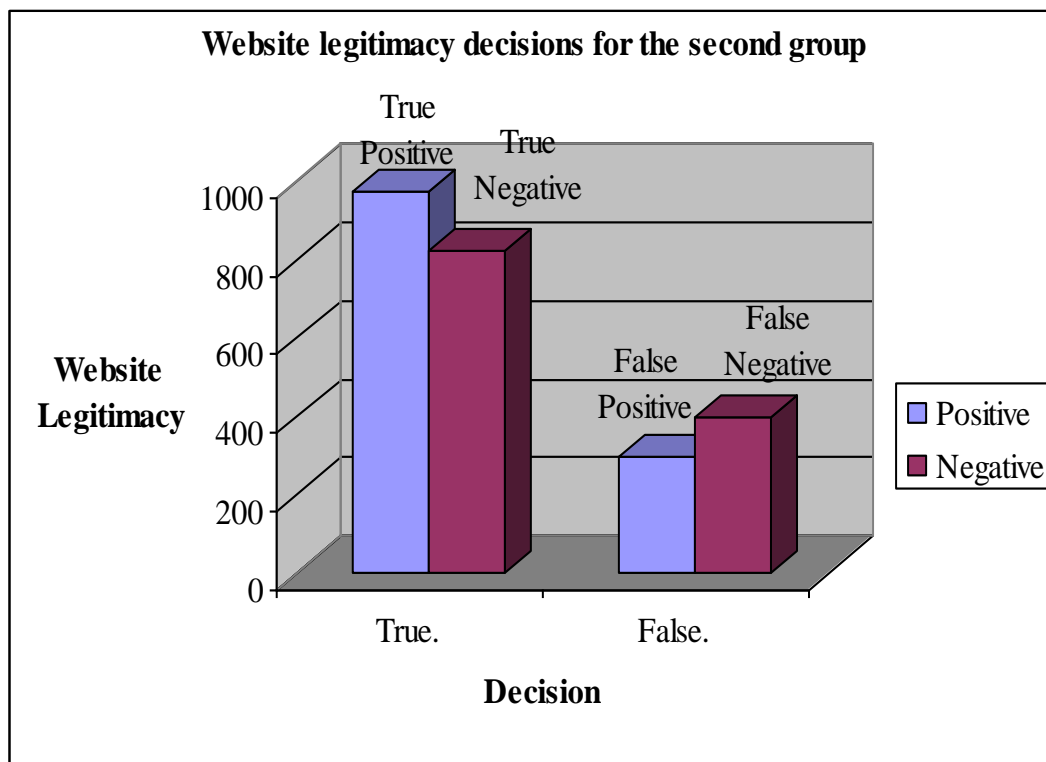 Website legitimacy decisions for the second group
True
Positive
True
Negative
False
Positive
False
Negative
1000
800
600
400
200
0
Website
Legitimacy
True.
False.
Decision
Positive
Negative